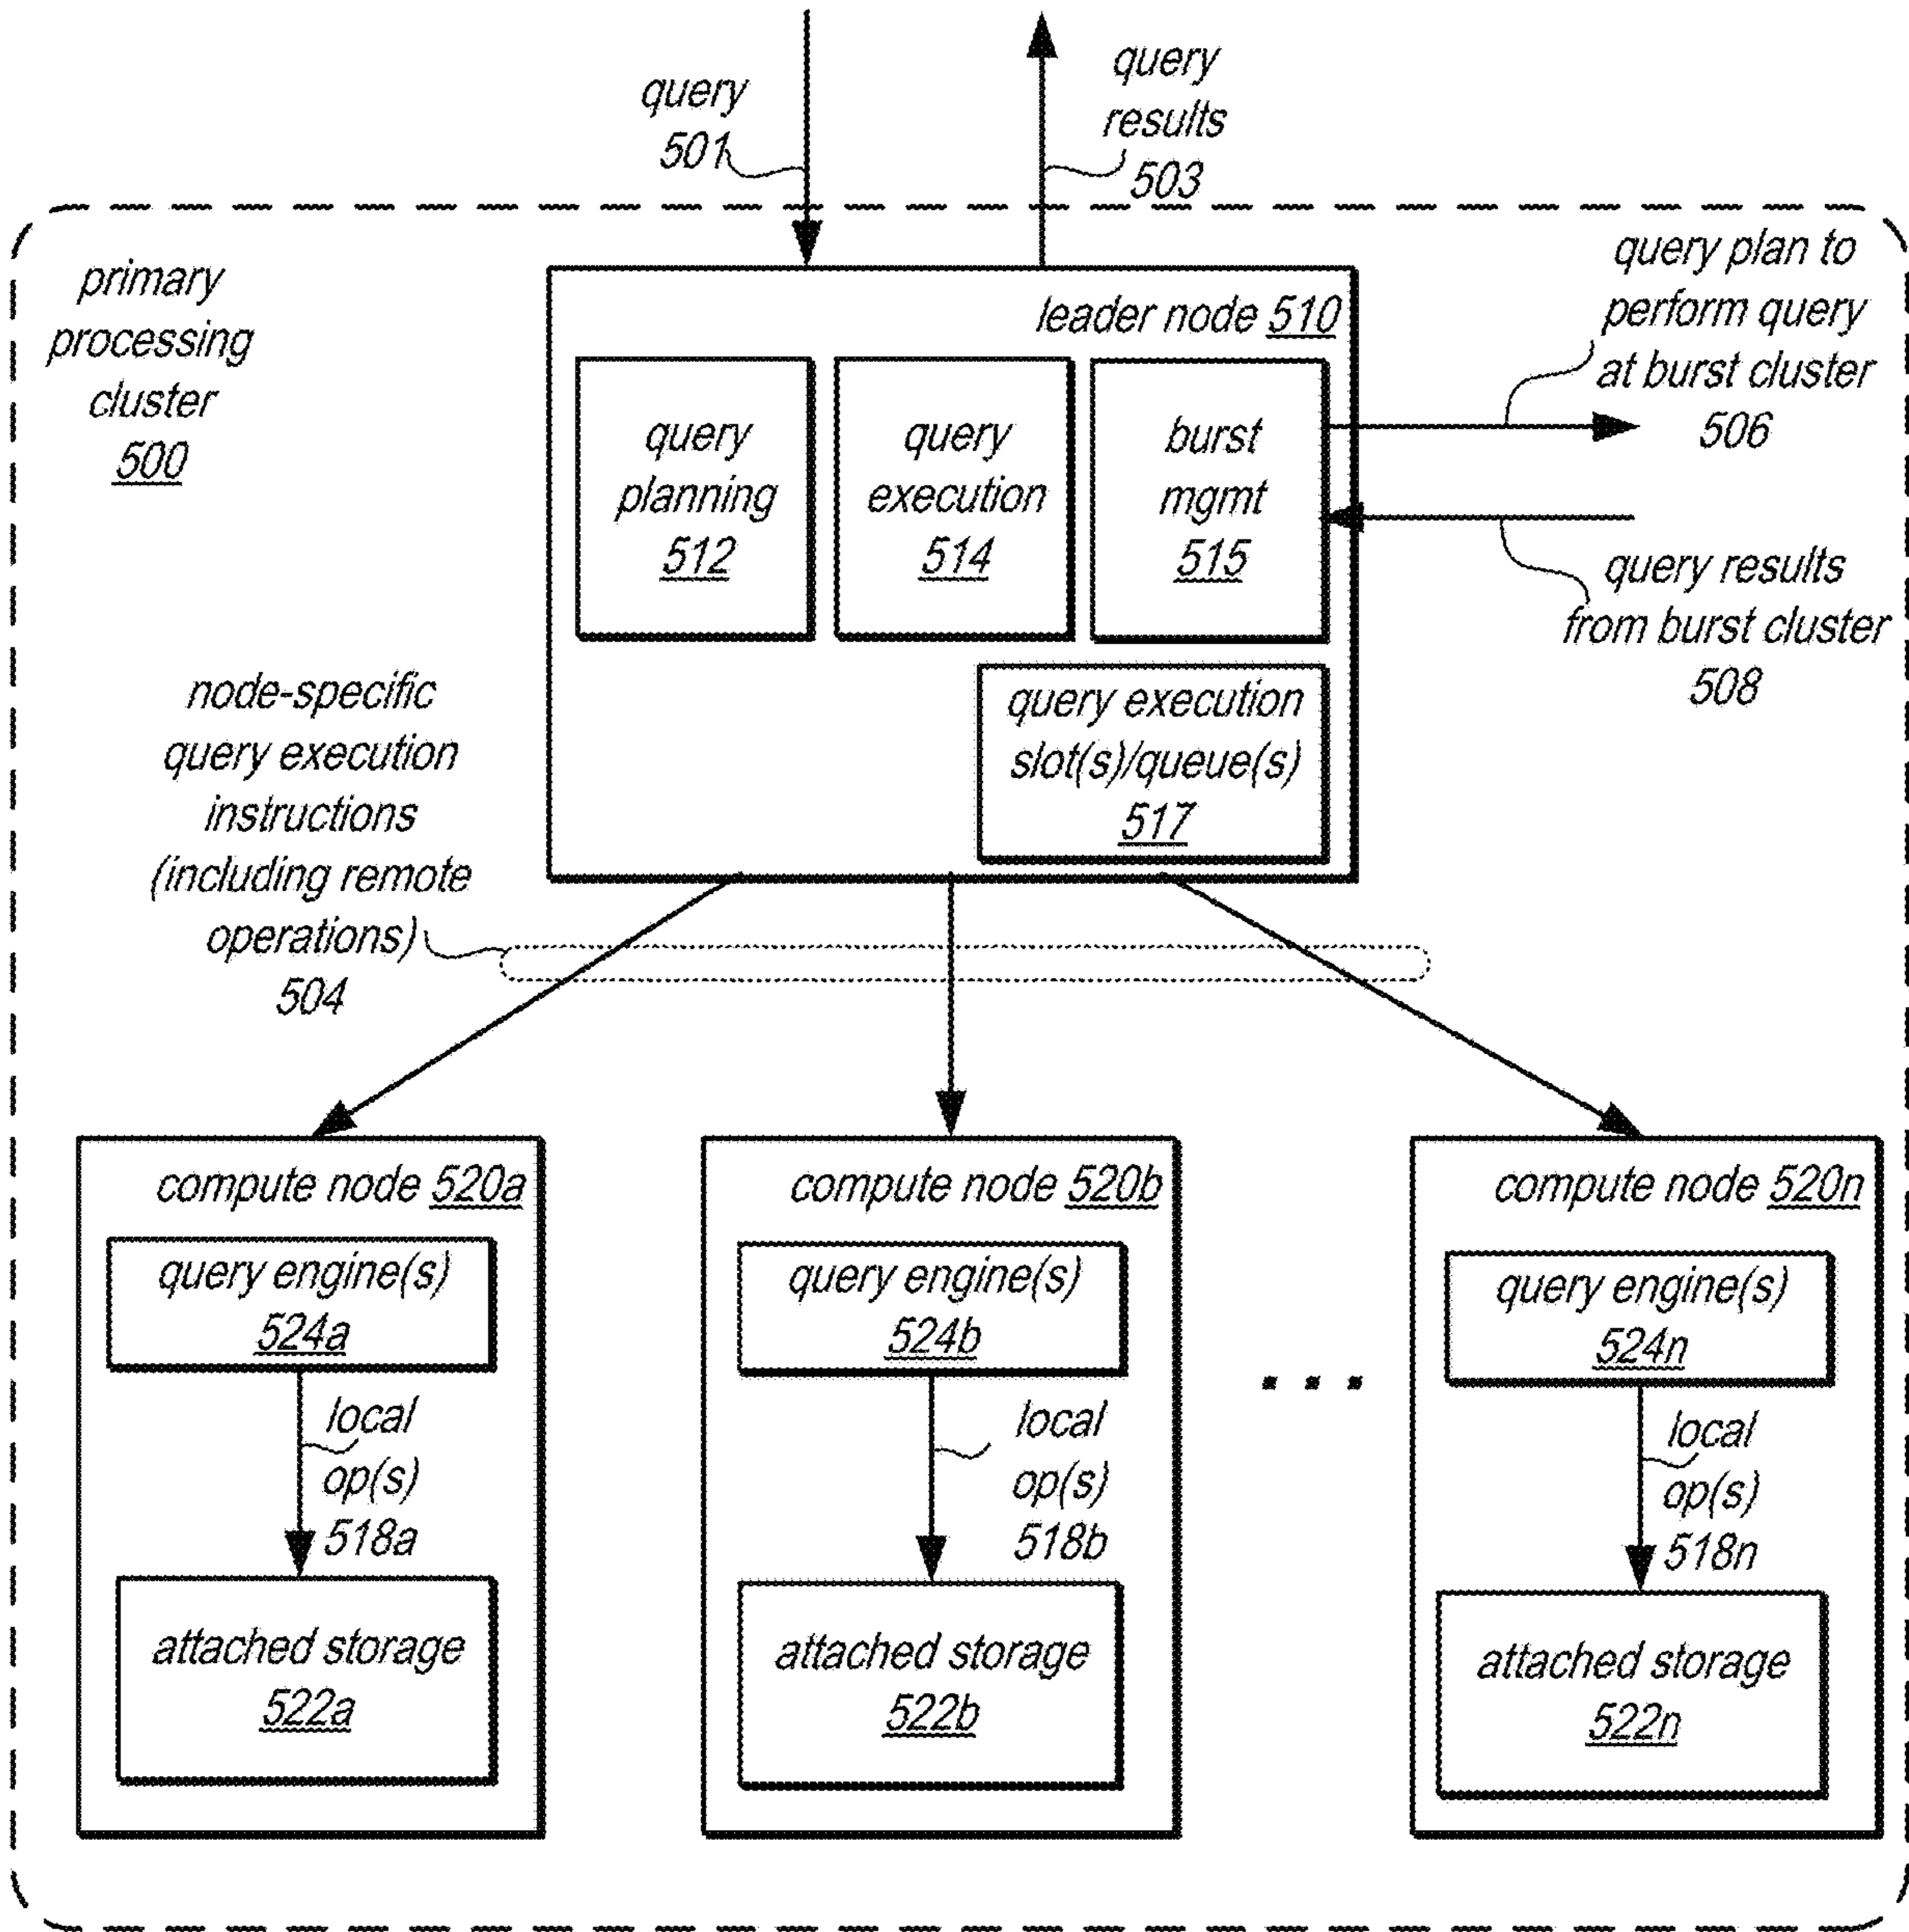 query
501
query
results
503
primary
processing
cluster
500
leader node 510
query
planning
512
query
execution
514
burst
mgmt
515
query execution
slot(s)/queue(s)
517
query plan to
perform query
at burst cluster
506
query results
from burst cluster
508
node-specific
query execution
instructions
(including remote
operations)
504
compute node 520a
query engine(s)
524a
local
op(s)
518a
attached storage
522a
compute node 520b
query engine(s)
524b
local
op(s)
518b
attached storage
522b
. . .
compute node 520n
query engine(s)
524n
local
op(s)
518n
attached storage
522n